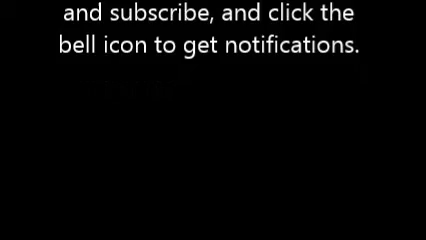 and subscribe, and click the
bell icon to get notifications.